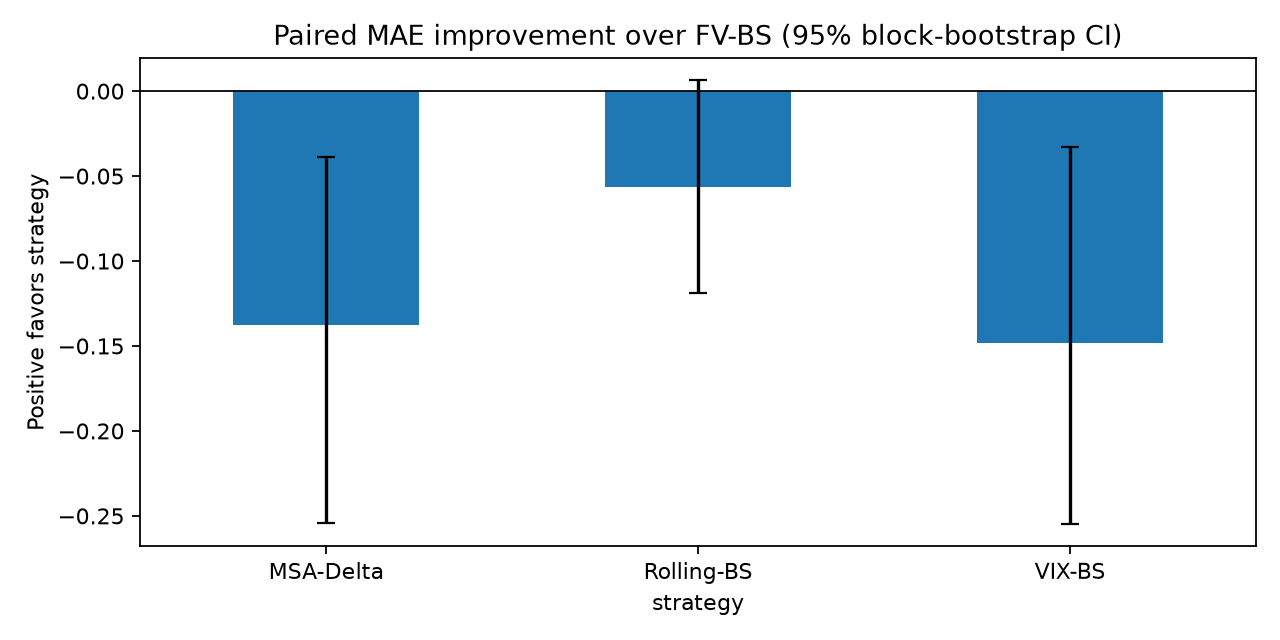 Paired MAE improvement over FV-BS (95% block-bootstrap CI)
Positive favors strategy
0.00
−0.05
−0.10
−0.15
−0.20
−0.25
MSA-Delta Rolling-BS VIX-BS
strategy